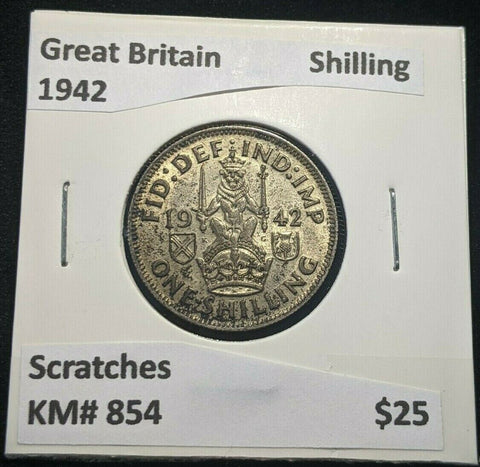 Great Britain Shilling
1942
FID:DEF:IND:IMP
19 42
ONE·SHILLING
Scratches
KM# 854 $25